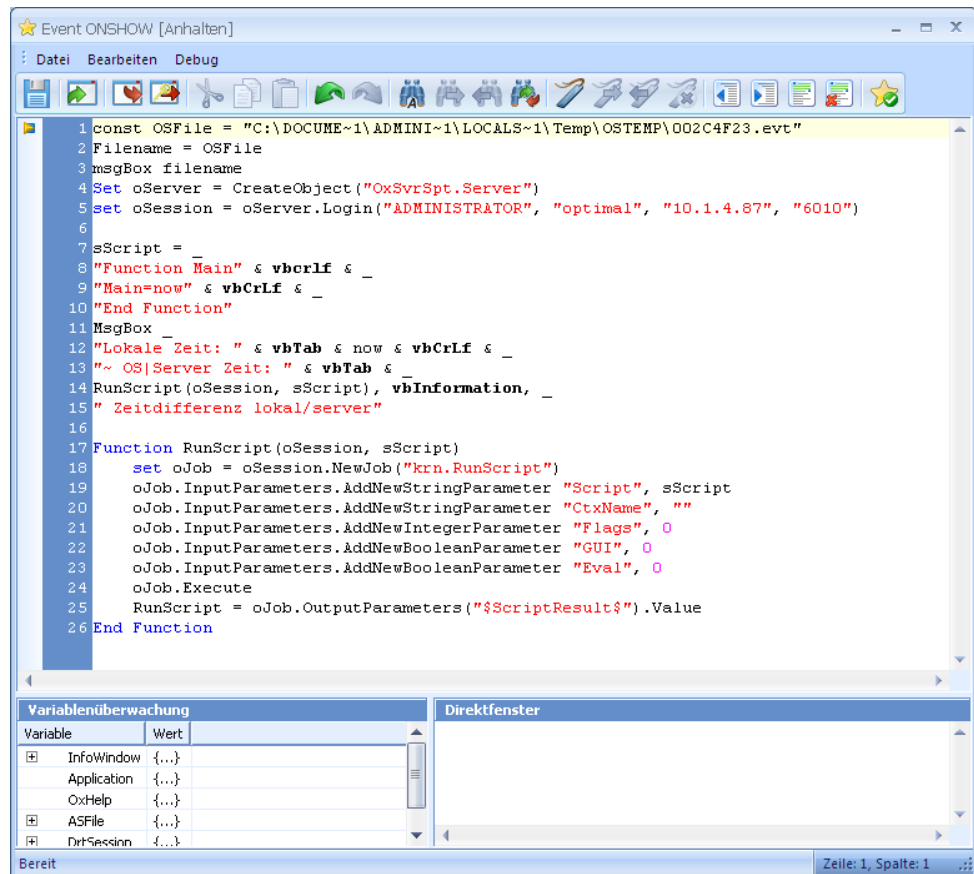 Event ONSHOW [Anhalten]
Datei Bearbeiten Debug
1 const OSFile = "C:\DOCUME~1\ADMINI~1\LOCALS~1\Temp\OSTEMP\002C4F23.evt"
2 Filename = OSFile
3 msgBox filename
4 Set oServer = CreateObject("OxSvrSpt.Server")
5 set oSession = oServer.Login("ADMINISTRATOR", "optimal", "10.1.4.87", "6010")
6
7 sScript = _
8 "Function Main" & vbcrlf & _
9 "Main=now" & vbCrLf & _
10 "End Function"
11 MsgBox _
12 "Lokale Zeit: " & vbTab & now & vbCrLf & _
13 "~ OS|Server Zeit: " & vbTab & _
14 RunScript(oSession, sScript), vbInformation, _
15 " Zeitdifferenz lokal/server"
16
17 Function RunScript(oSession, sScript)
18 set oJob = oSession.NewJob("krn.RunScript")
19 oJob.InputParameters.AddNewStringParameter "Script", sScript
20 oJob.InputParameters.AddNewStringParameter "CtxName", ""
21 oJob.InputParameters.AddNewIntegerParameter "Flags", 0
22 oJob.InputParameters.AddNewBooleanParameter "GUI", 0
23 oJob.InputParameters.AddNewBooleanParameter "Eval", 0
24 oJob.Execute
25 RunScript = oJob.OutputParameters("$ScriptResult$").Value
26 End Function
Variablenüberwachung
Variable Wert
InfoWindow {...}
Application {...}
OxHelp {...}
ASFile {...}
DrtSession {...}
Direktfenster
Bereit
Zeile: 1, Spalte: 1